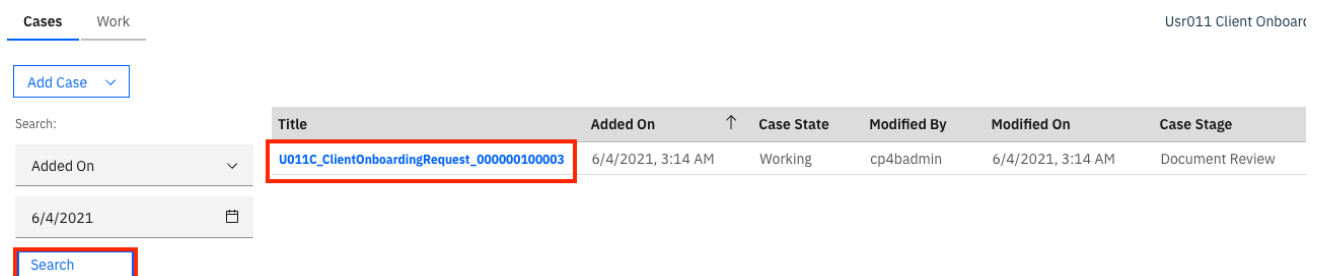 Cases Work
Usr011 Client Onboard
Add Case
Search:
Title Added On Case State Modified By Modified On Case Stage
U011C_ClientOnboardingRequest_000000100003 6/4/2021, 3:14 AM Working cp4badmin 6/4/2021, 3:14 AM Document Review
Added On
6/4/2021
Search